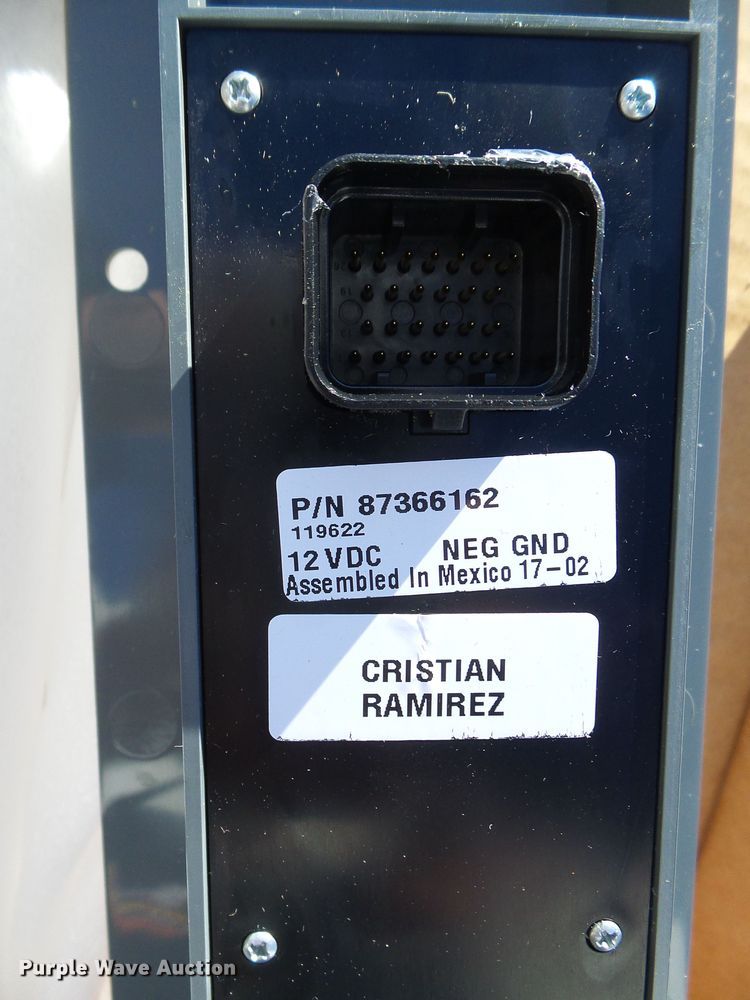 P/N 87366162
119622
12 VDC NEG GND
Assembled In Mexico 17-02
CRISTIAN
RAMIREZ
Purple Wave Auction